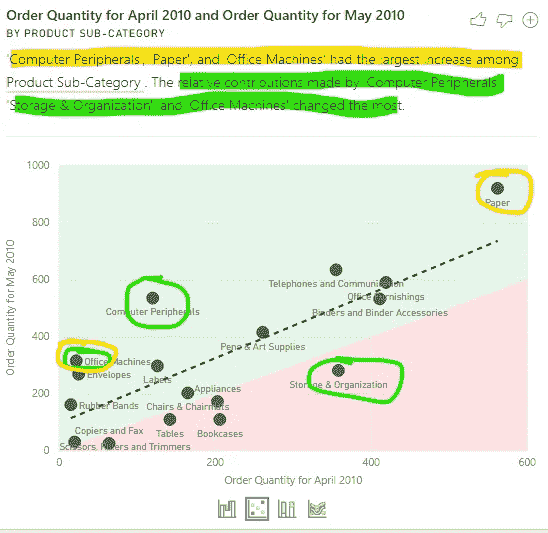 Order Quantity for April 2010 and Order Quantity for May 2010
BY PRODUCT SUB-CATEGORY
'Computer Peripherals', 'Paper', and 'Office Machines' had the largest increase among
Product Sub-Category . The relative contributions made by 'Computer Peripherals'
'Storage & Organization' and 'Office Machines' changed the most.
1000
800
600
400
200
0
Order Quantity for May 2010
Paper
Telephones and Communication
Office Furnishings
Computer Peripherals
Binders and Binder Accessories
Pens & Art Supplies
Office Machines
Envelopes
Labels
Storage & Organization
Appliances
Rubber Bands
Chairs & Chairmats
Copiers and Fax
Tables
Bookcases
Scissors, Rulers and Trimmers
0
200
400
600
Order Quantity for April 2010